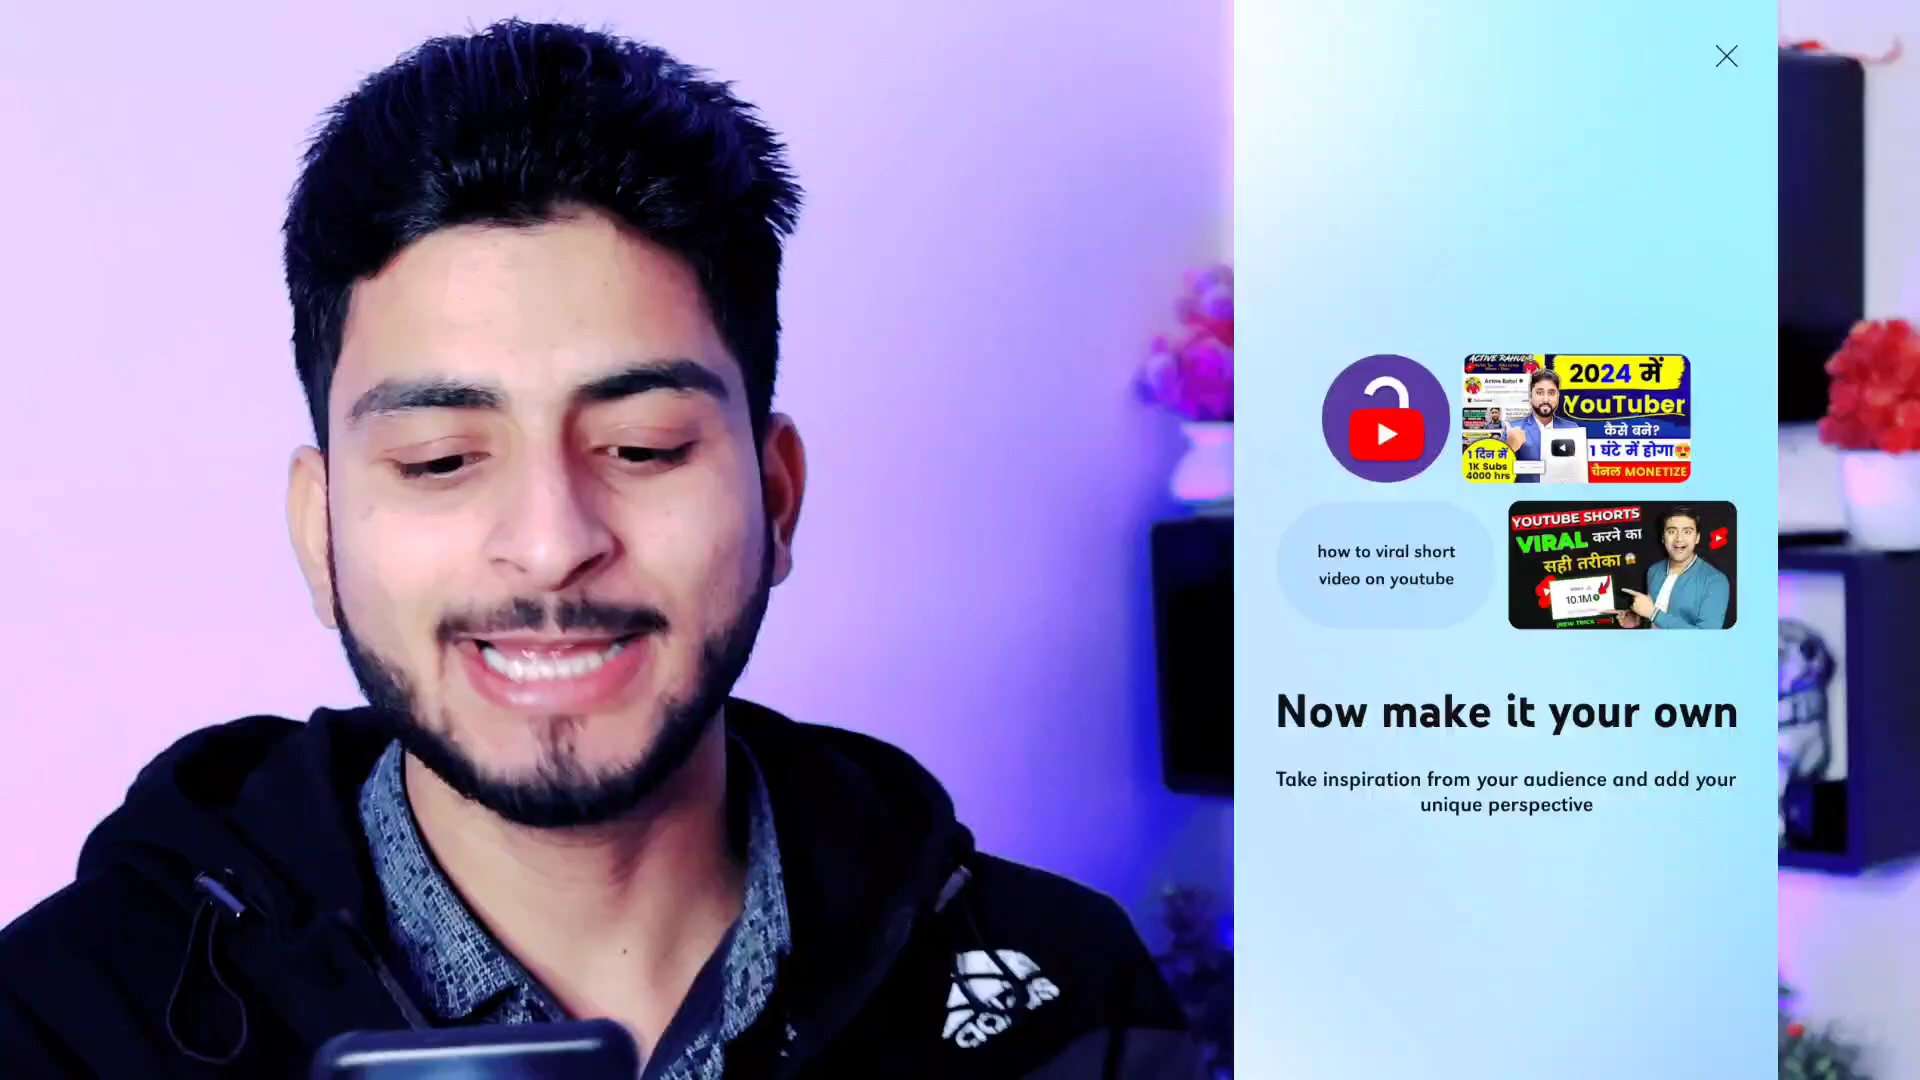 ACTIVE RAHUL
Active Rahul
2024 में
YouTuber
कैसे बने?
1 घंटे में होगा
चैनल MONETIZE
1 दिन में
1K Subs
4000 hrs
how to viral short
video on youtube
YOUTUBE SHORTS
VIRAL करने का
सही तरीका
10.1M
Now make it your own
Take inspiration from your audience and add your
unique perspective